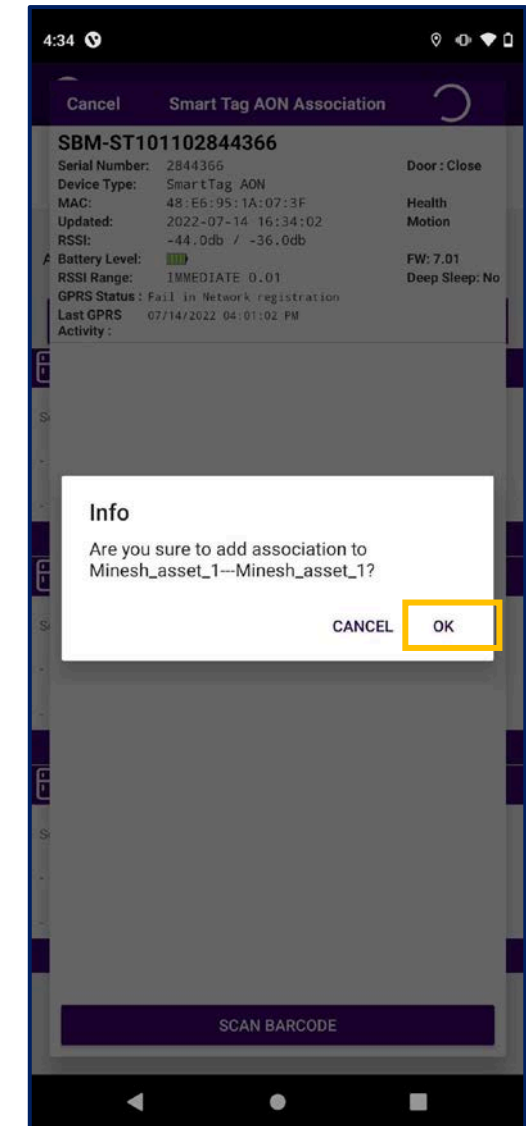 4:34
Cancel Smart Tag AON Association
SBM-ST101102844366
Serial Number: 2844366 Door : Close
Device Type: SmartTag AON
MAC: 48:E6:95:1A:07:3F Health
Updated: 2022-07-14 16:34:02 Motion
RSSI: -44.0db / -36.0db
Battery Level: FW: 7.01
RSSI Range: IMMEDIATE 0.01 Deep Sleep: No
GPRS Status : Fail in Network registration
Last GPRS 07/14/2022 04:01:02 PM
Activity :
Info
Are you sure to add association to
Minesh_asset_1---Minesh_asset_1?
CANCEL OK
SCAN BARCODE